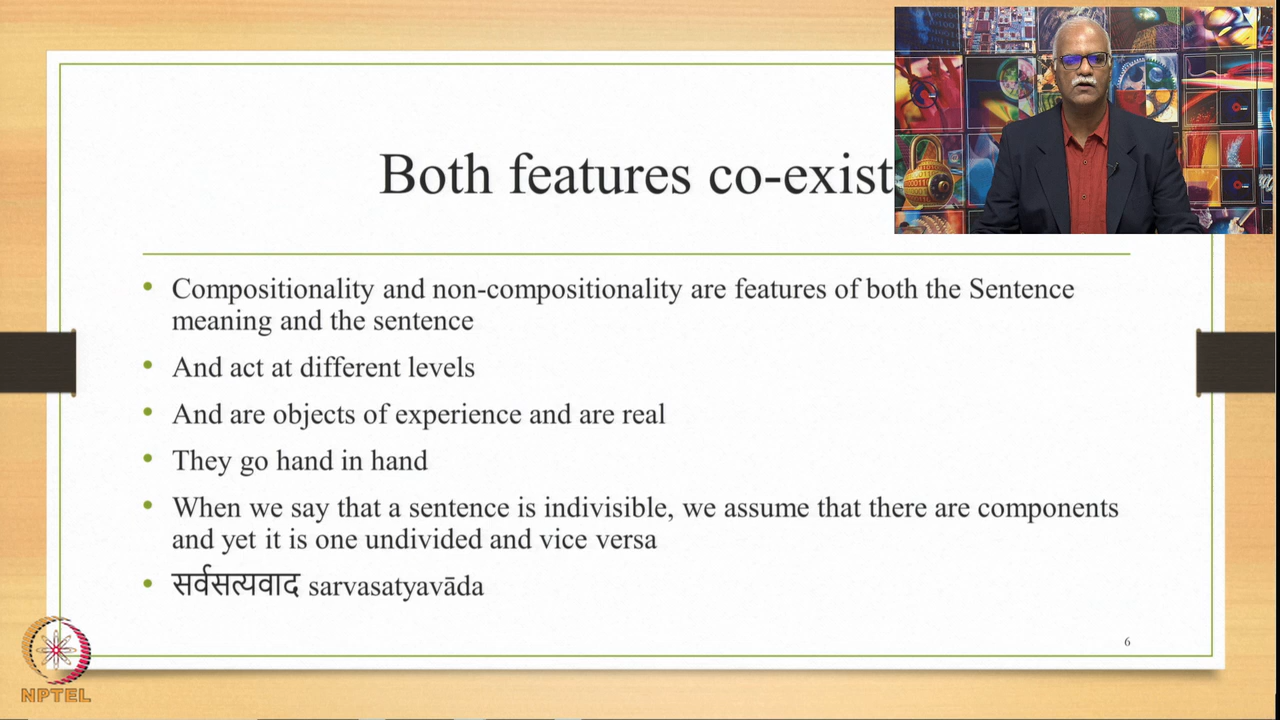 Both features co-exist
• Compositionality and non-compositionality are features of both the Sentence
meaning and the sentence
• And act at different levels
• And are objects of experience and are real
• They go hand in hand
• When we say that a sentence is indivisible, we assume that there are components
and yet it is one undivided and vice versa
• सर्वसत्यवाद sarvasatyavāda
6
NPTEL